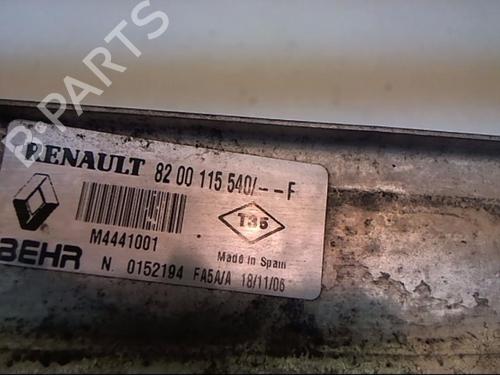 B-PARTS
RENAULT 82 00 115 540/--F
M4441001
T35
Made in Spain
BEHR N. 0152194 FA5A/A 18/11/06